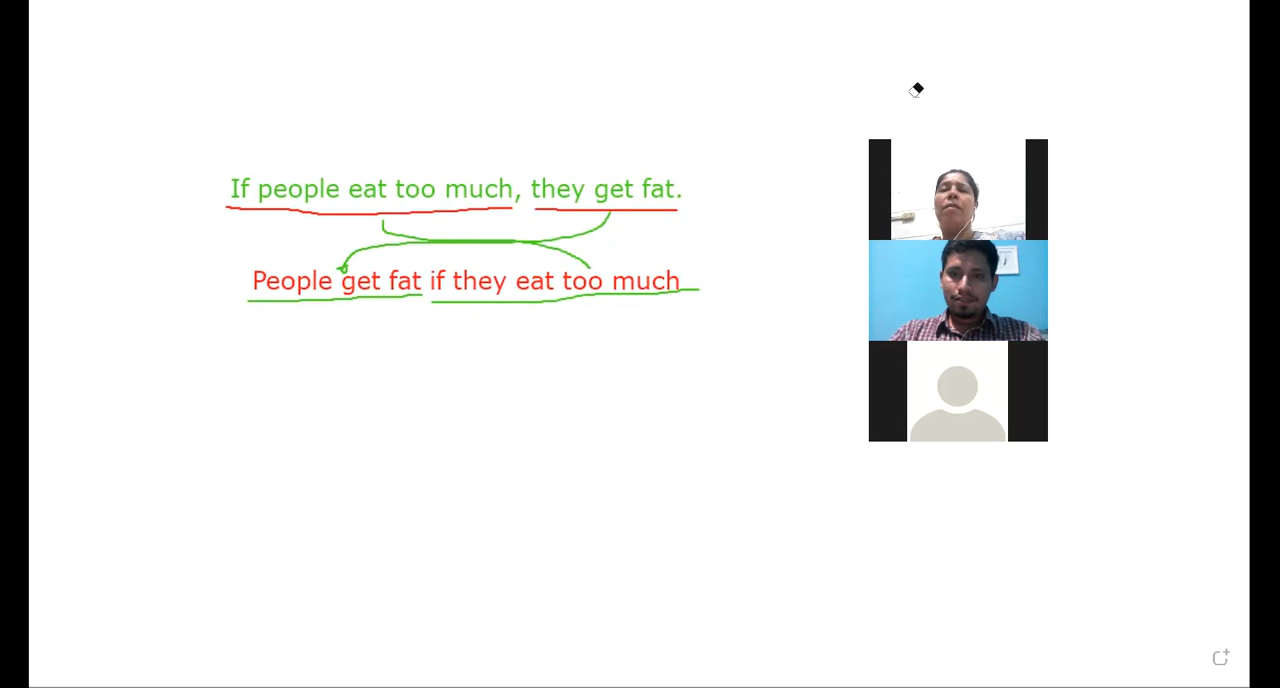 If people eat too much, they get fat.
People get fat if they eat too much